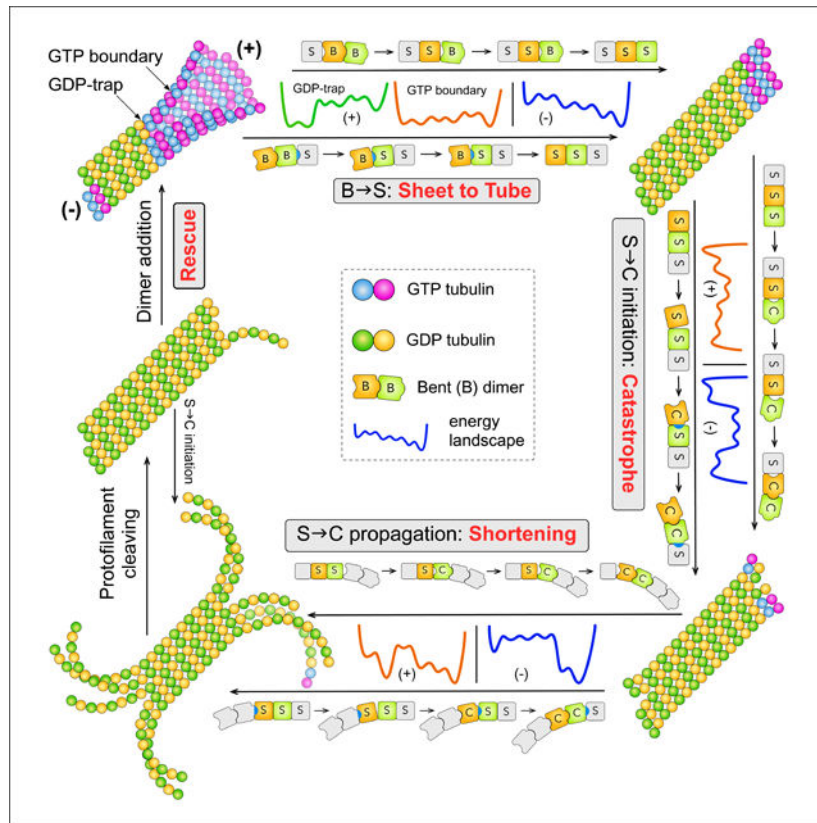 GTP boundary
GDP-trap
(+)
(-)
S B B → S S B → S S B → S S S
GDP-trap
(+)
GTP boundary
(-)
B B S → B S S → B S S → S S S
B→S: Sheet to Tube
Dimer addition
Rescue
GTP tubulin
GDP tubulin
B B
Bent (B) dimer
energy
landscape
S→C initiation: Catastrophe
S S S
S S S
C S S
C C S
(+)
(-)
S S S
S S C
S S C
S C C
S→C initiation
Protofilament
cleaving
S→C propagation: Shortening
S S → S C → S C → C C
(+)
(-)
S S S → S S S → C S S → C C S